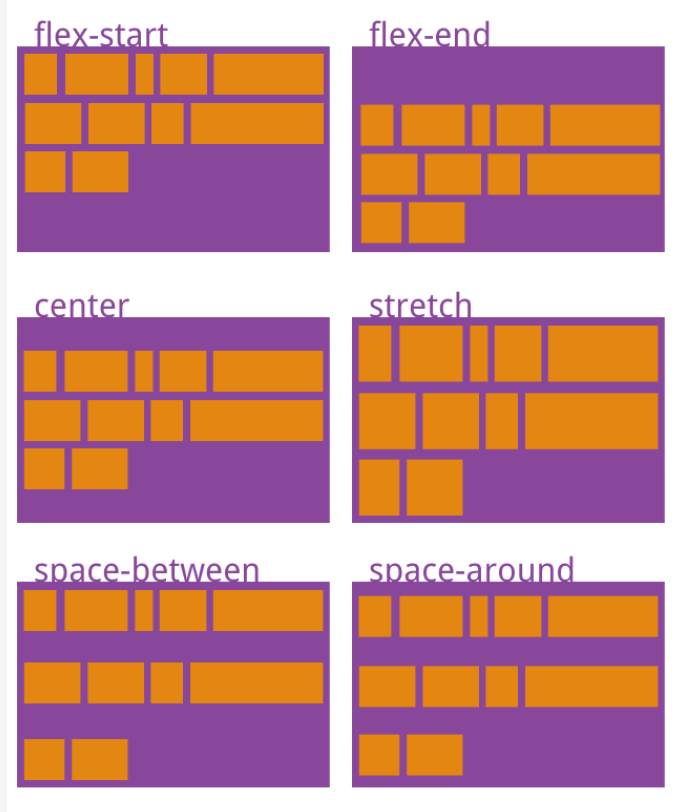 flex-start
flex-end
center
stretch
space-between
space-around